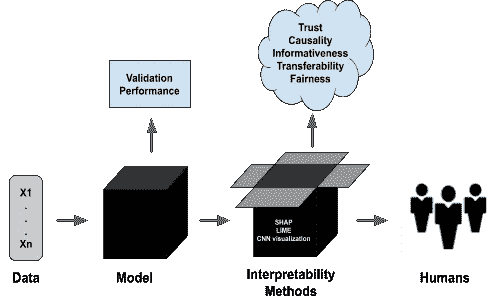 Trust
Causality
Informativeness
Transferability
Fairness
Validation
Performance
X1
.
.
.
Xn
SHAP
LIME
CNN visualization
Data
Model
Interpretability
Methods
Humans